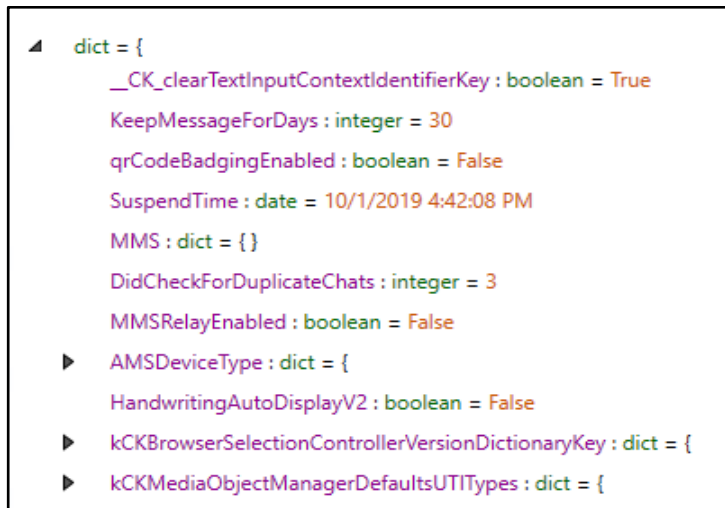 dict = {
__CK_clearTextInputContextIdentifierKey : boolean = True
KeepMessageForDays : integer = 30
qrCodeBadgingEnabled : boolean = False
SuspendTime : date = 10/1/2019 4:42:08 PM
MMS : dict = { }
DidCheckForDuplicateChats : integer = 3
MMSRelayEnabled : boolean = False
AMSDeviceType : dict = {
HandwritingAutoDisplayV2 : boolean = False
kCKBrowserSelectionControllerVersionDictionaryKey : dict = {
kCKMediaObjectManagerDefaultsUTITypes : dict = {